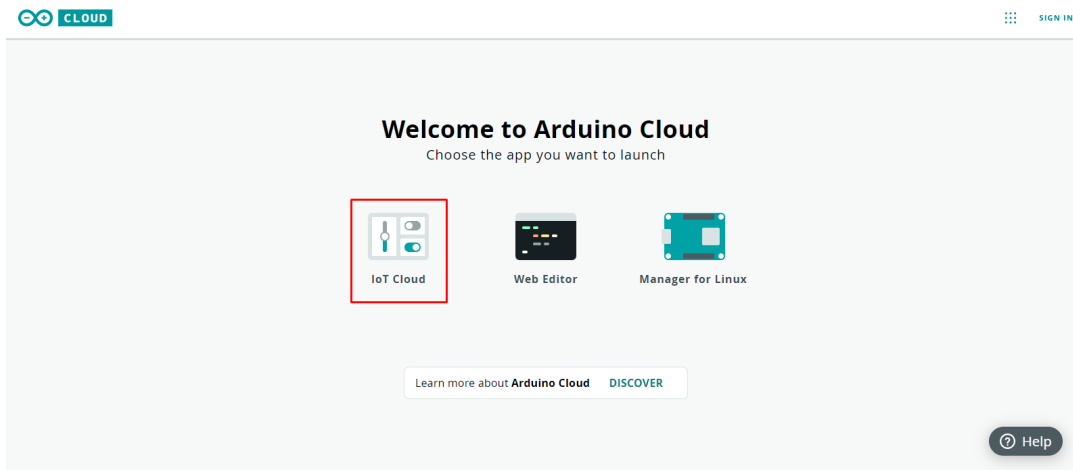 CLOUD
SIGN IN
Welcome to Arduino Cloud
Choose the app you want to launch
IoT Cloud
Web Editor
Manager for Linux
Learn more about Arduino Cloud DISCOVER
Help